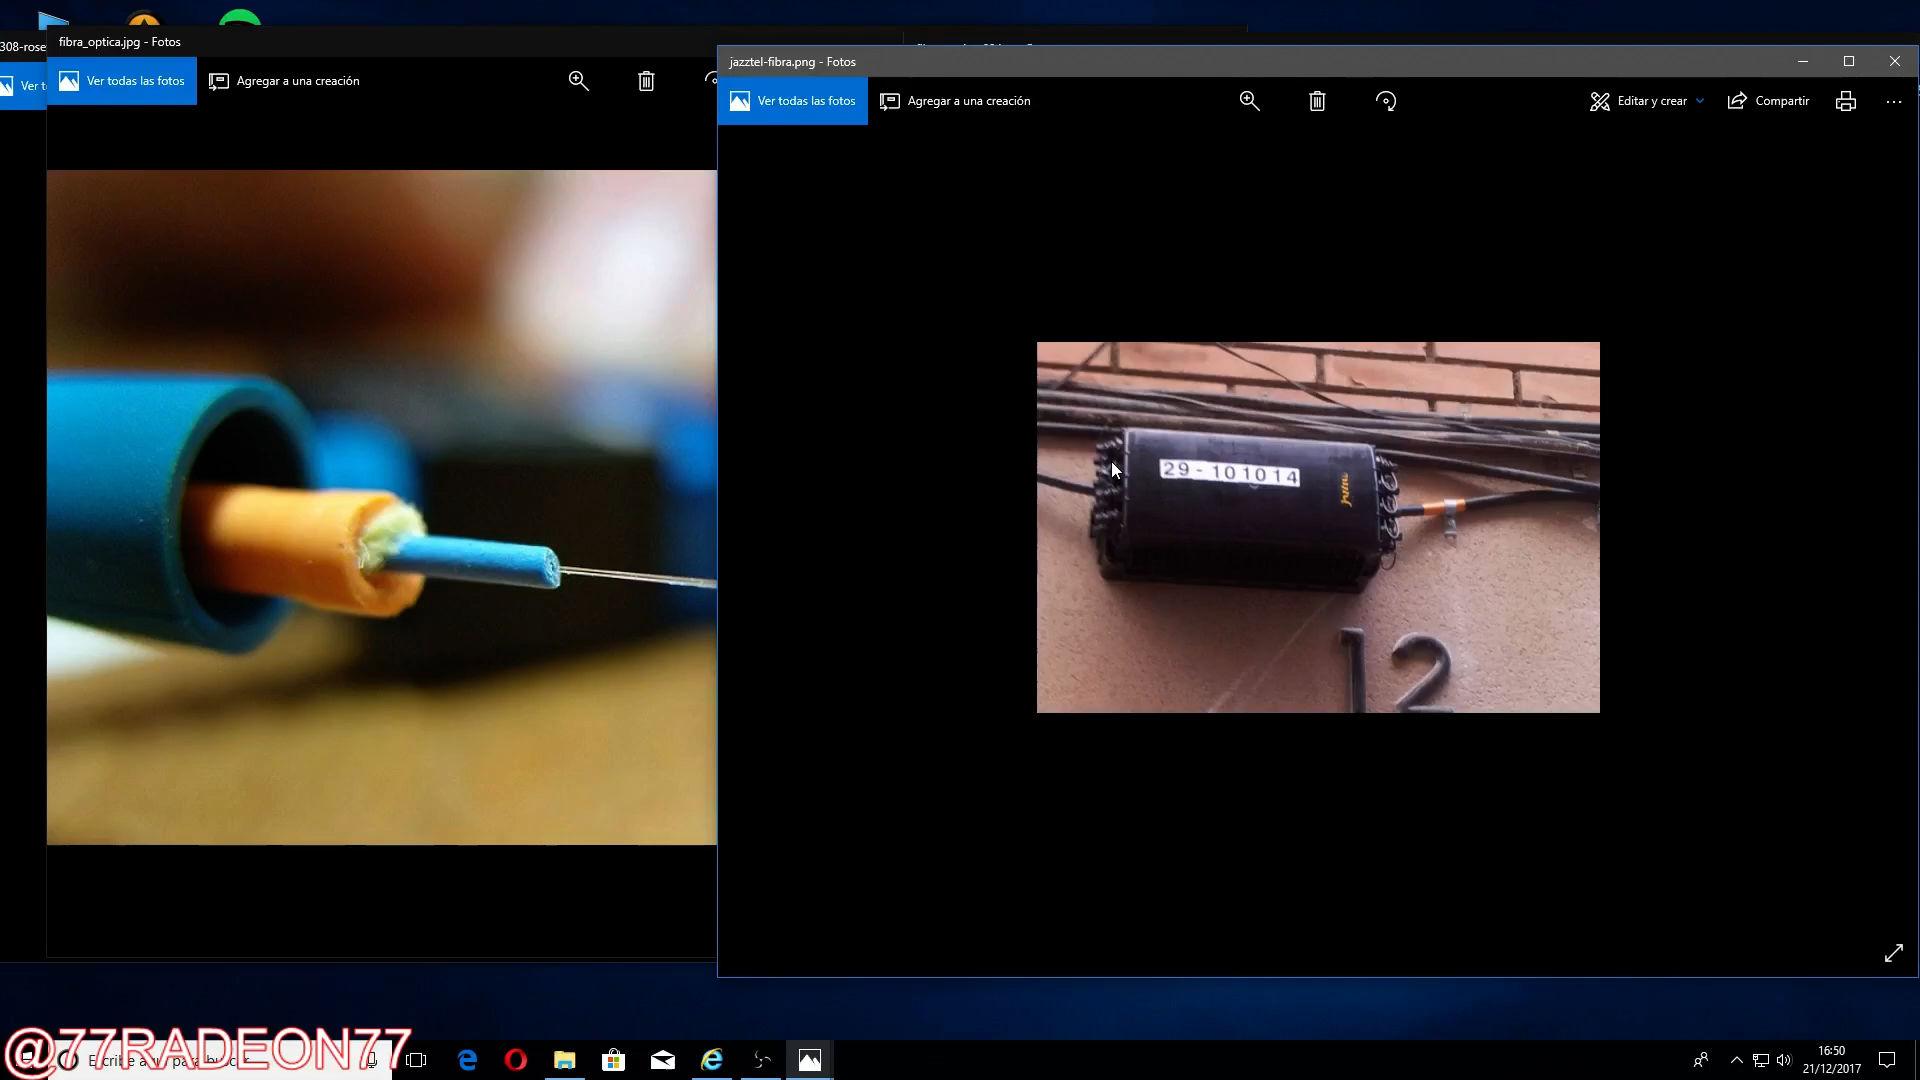 308-rose
fibra_optica.jpg - Fotos
Ver t
Ver todas las fotos
Agregar a una creación
jazztel-fibra.png - Fotos
Ver todas las fotos
Agregar a una creación
Editar y crear
Compartir
29-101014
12
@77RADEON77
16:50
21/12/2017